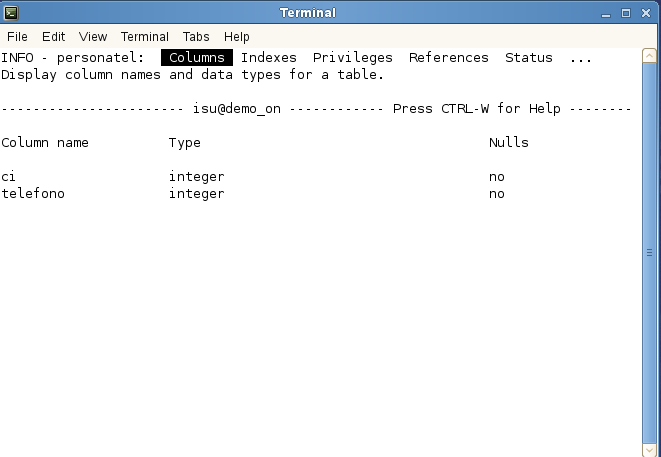 Terminal
File Edit View Terminal Tabs Help
INFO - personatel: Columns Indexes Privileges References Status ...
Display column names and data types for a table.
---------------------- isu@demo_on ------------ Press CTRL-W for Help --------
Column name Type Nulls
ci integer no
telefono integer no